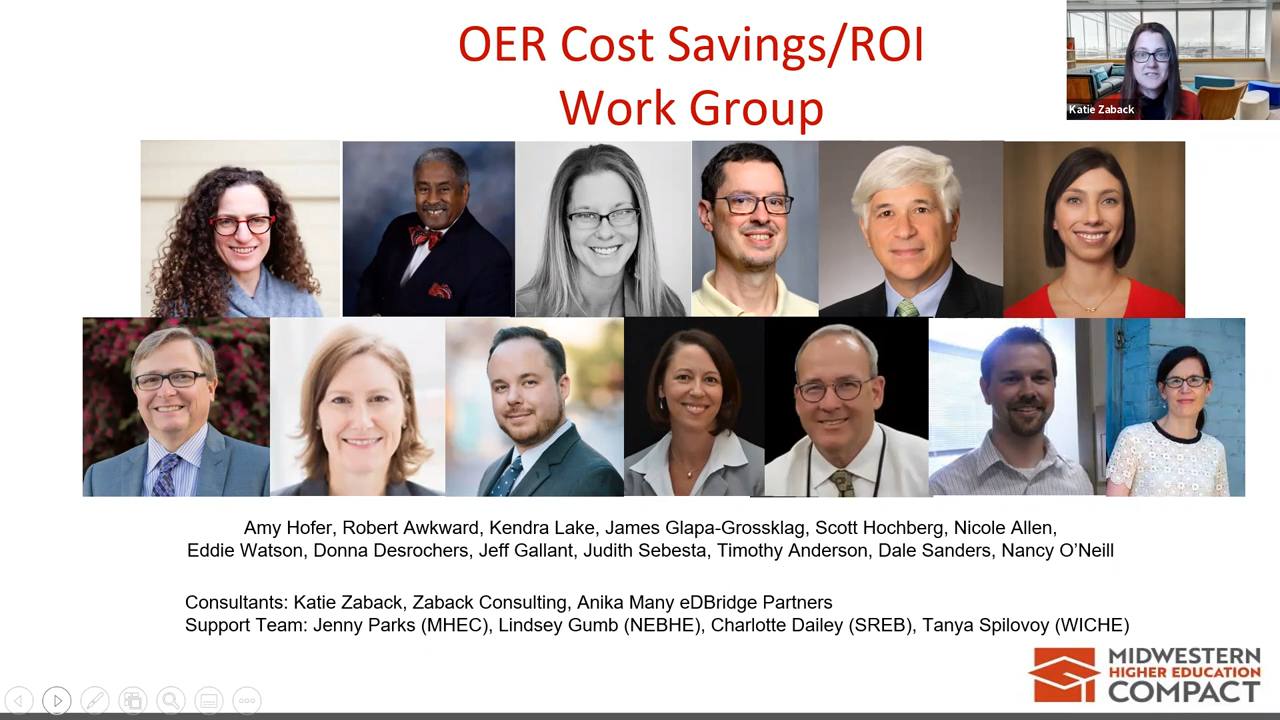 OER Cost Savings/ROI
Work Group
Katie Zaback
Amy Hofer, Robert Awkward, Kendra Lake, James Glapa-Grossklag, Scott Hochberg, Nicole Allen,
Eddie Watson, Donna Desrochers, Jeff Gallant, Judith Sebesta, Timothy Anderson, Dale Sanders, Nancy O’Neill
Consultants: Katie Zaback, Zaback Consulting, Anika Many eDBridge Partners
Support Team: Jenny Parks (MHEC), Lindsey Gumb (NEBHE), Charlotte Dailey (SREB), Tanya Spilovoy (WICHE)
MIDWESTERN
HIGHER EDUCATION
COMPACT